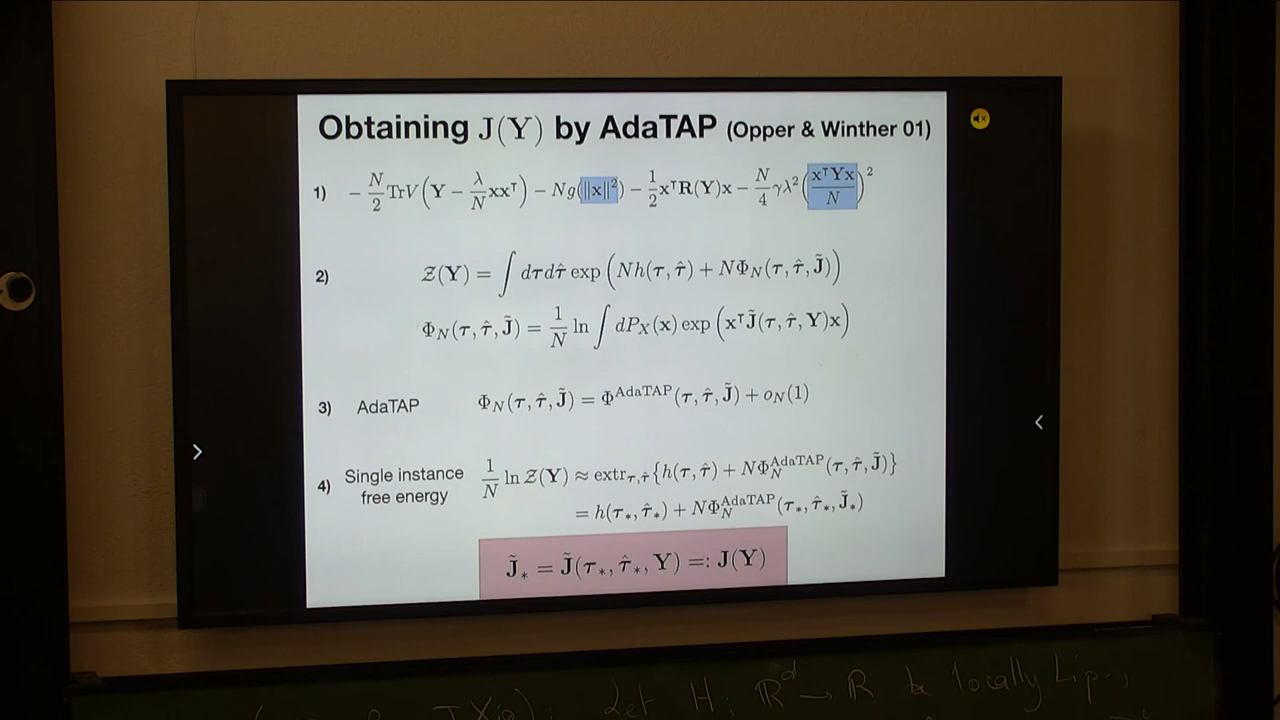 Obtaining J(Y) by AdaTAP (Opper & Winther 01)
1) − N/2 TrV(Y − λ/N xxᵀ) − Ng(‖x‖²) − 1/2 xᵀR(Y)x − N/4 γλ² (xᵀYx/N)²
2) Z(Y) = ∫ dτdτ̂ exp (Nh(τ, τ̂) + NΦ_N(τ, τ̂, J̃))
Φ_N(τ, τ̂, J̃) = 1/N ln ∫ dP_X(x) exp (xᵀJ̃(τ, τ̂, Y)x)
3) AdaTAP Φ_N(τ, τ̂, J̃) = Φ^AdaTAP(τ, τ̂, J̃) + o_N(1)
4) Single instance free energy 1/N ln Z(Y) ≈ extr_τ,τ̂{h(τ, τ̂) + NΦ_N^AdaTAP(τ, τ̂, J̃)}
= h(τ_*, τ̂_*) + NΦ_N^AdaTAP(τ_*, τ̂_*, J̃_*)
J̃_* = J̃(τ_*, τ̂_*, Y) =: J(Y)
Let H : ℝᵈ → ℝ be locally Lip.,